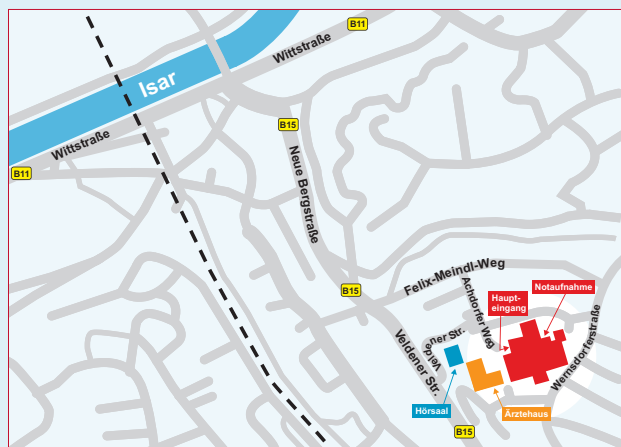 B11
Wittstraße
Isar
B15
Wittstraße
B11
Neue Bergstraße
B15
Felix-Meindl-Weg
Notaufnahme
Haupt-
eingang
Achdorfer Weg
Wernsdorferstraße
Veldener Str.
Veldener Str.
Hörsaal
Ärztehaus
B15